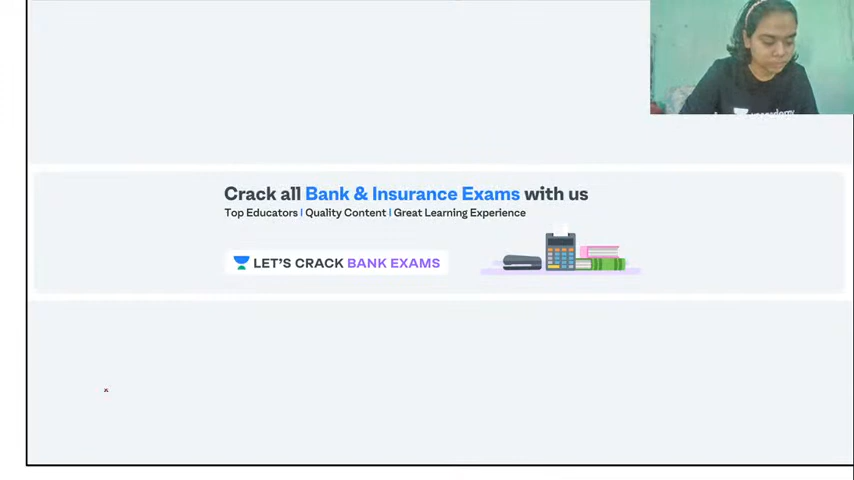 Crack all Bank & Insurance Exams with us
Top Educators | Quality Content | Great Learning Experience
LET'S CRACK BANK EXAMS